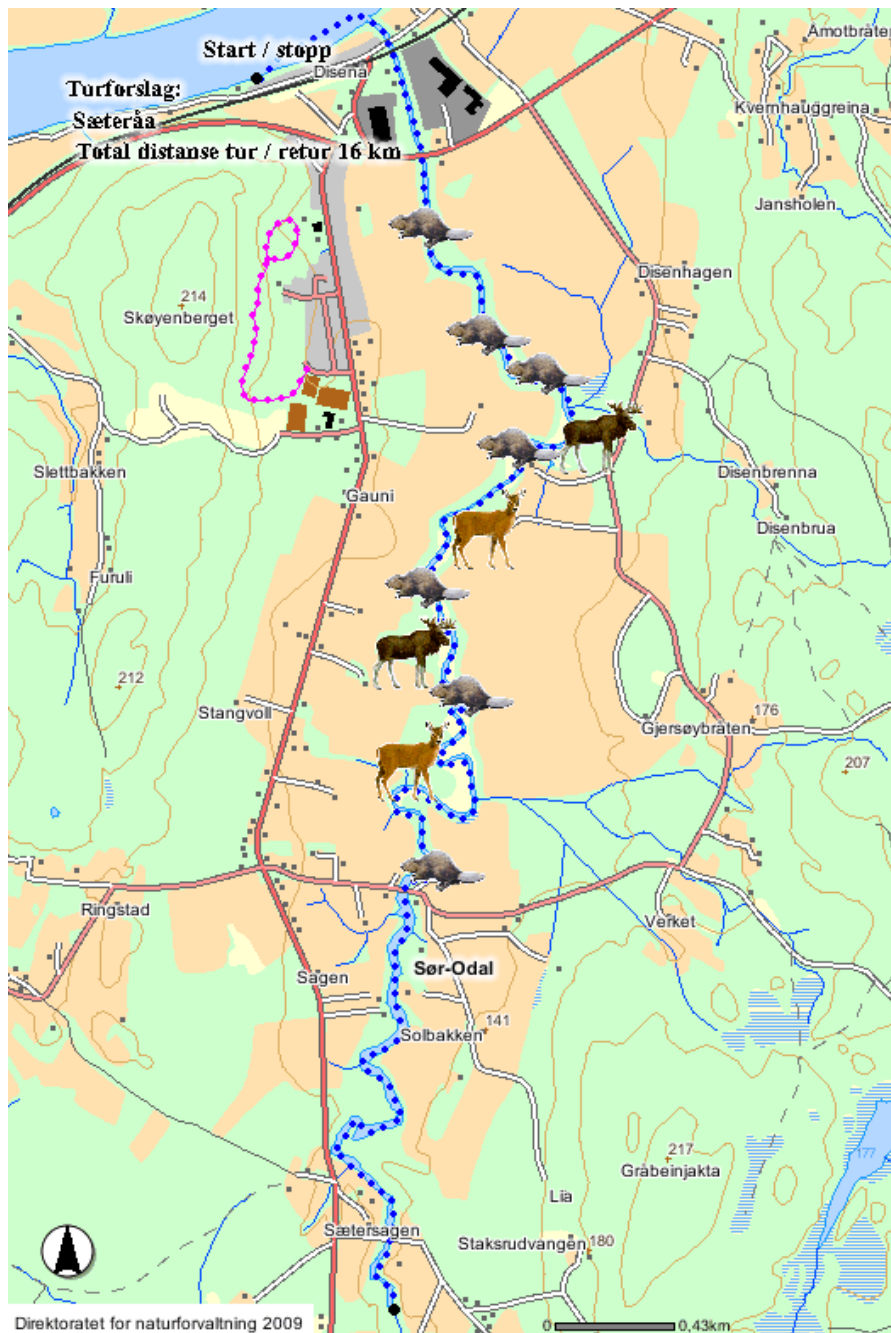 Åmotbråter
Start / stopp
Disena
Turforslag:
Kvernhauggreina
Sæteråa
Total distanse tur / retur 16 km
Jansholen
Disenhagen
214
Skøyenberget
Slettbakken
Disenbrenna
Gauni
Disenbrua
Furuli
212
Stangvoll
176
Gjersøybråten
207
Ringstad
Verket
Sør-Odal
Sagen
141
Solbakken
217
177
Gråbeinjakta
Lia
Sætersagen
Staksrudvangen
180
Direktoratet for naturforvaltning 2009
0 0,43km